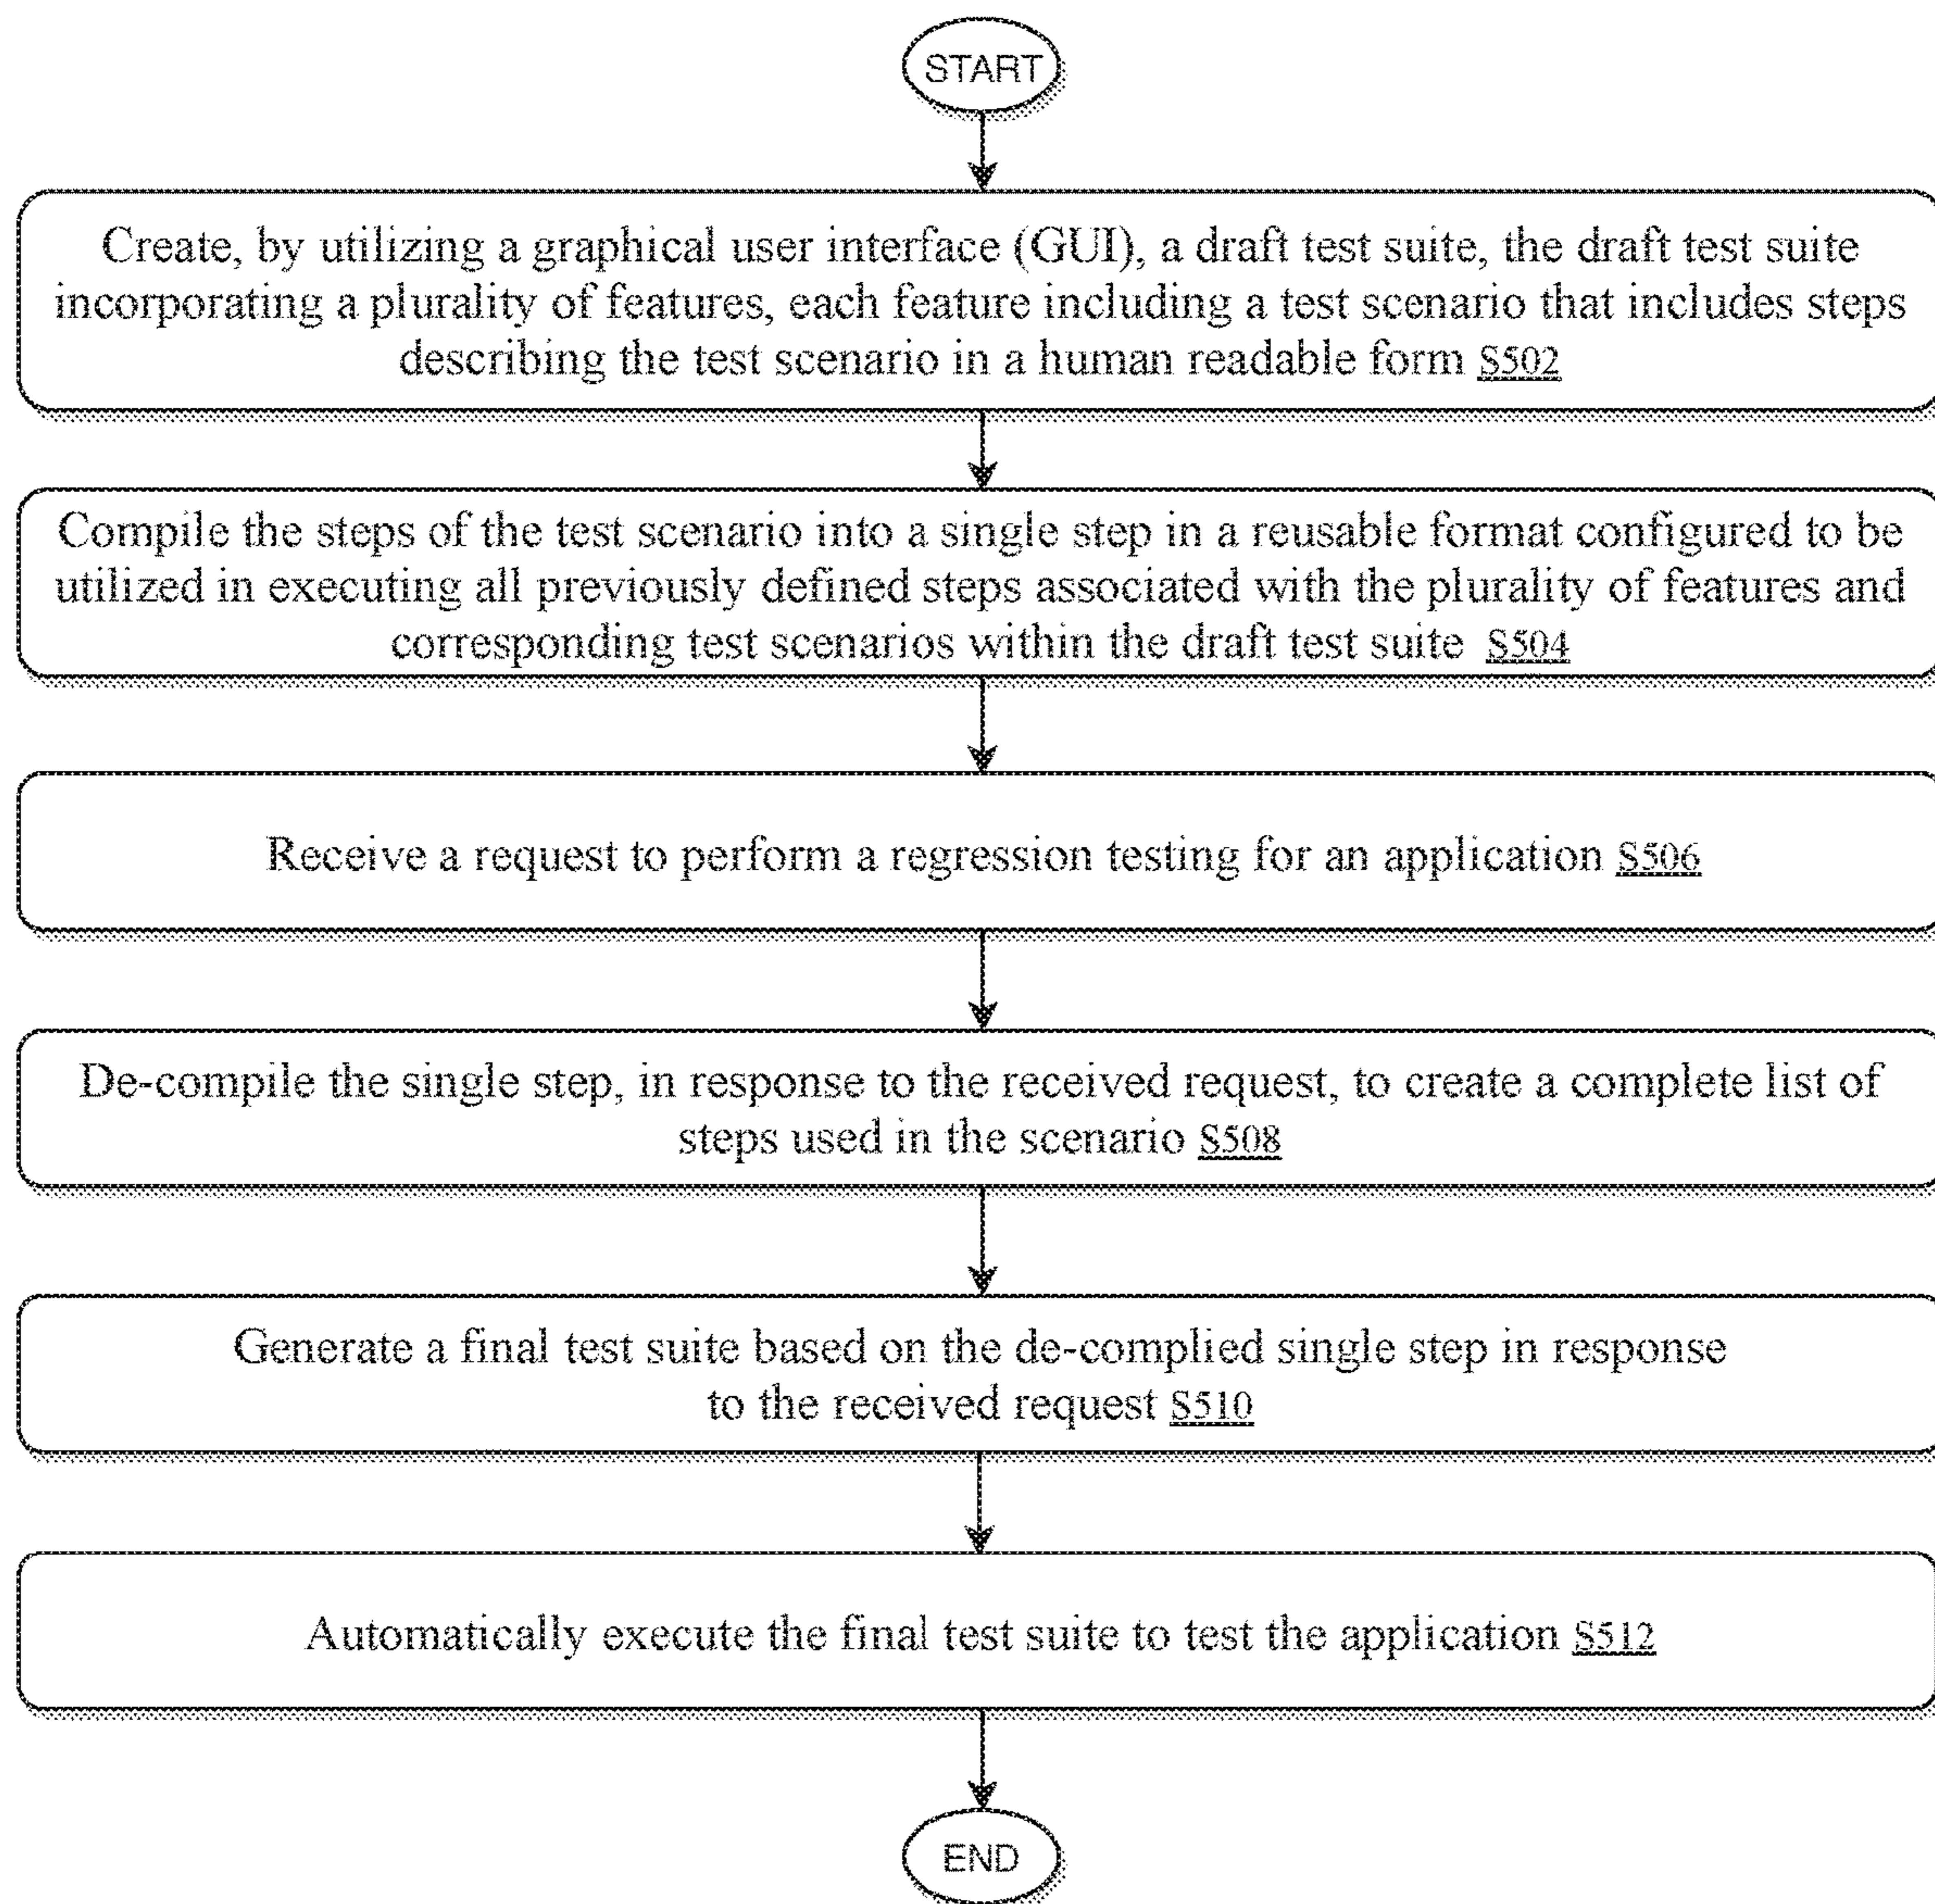 START
Create, by utilizing a graphical user interface (GUI), a draft test suite, the draft test suite
incorporating a plurality of features, each feature including a test scenario that includes steps
describing the test scenario in a human readable form S502
Compile the steps of the test scenario into a single step in a reusable format configured to be
utilized in executing all previously defined steps associated with the plurality of features and
corresponding test scenarios within the draft test suite S504
Receive a request to perform a regression testing for an application S506
De-compile the single step, in response to the received request, to create a complete list of
steps used in the scenario S508
Generate a final test suite based on the de-complied single step in response
to the received request S510
Automatically execute the final test suite to test the application S512
END